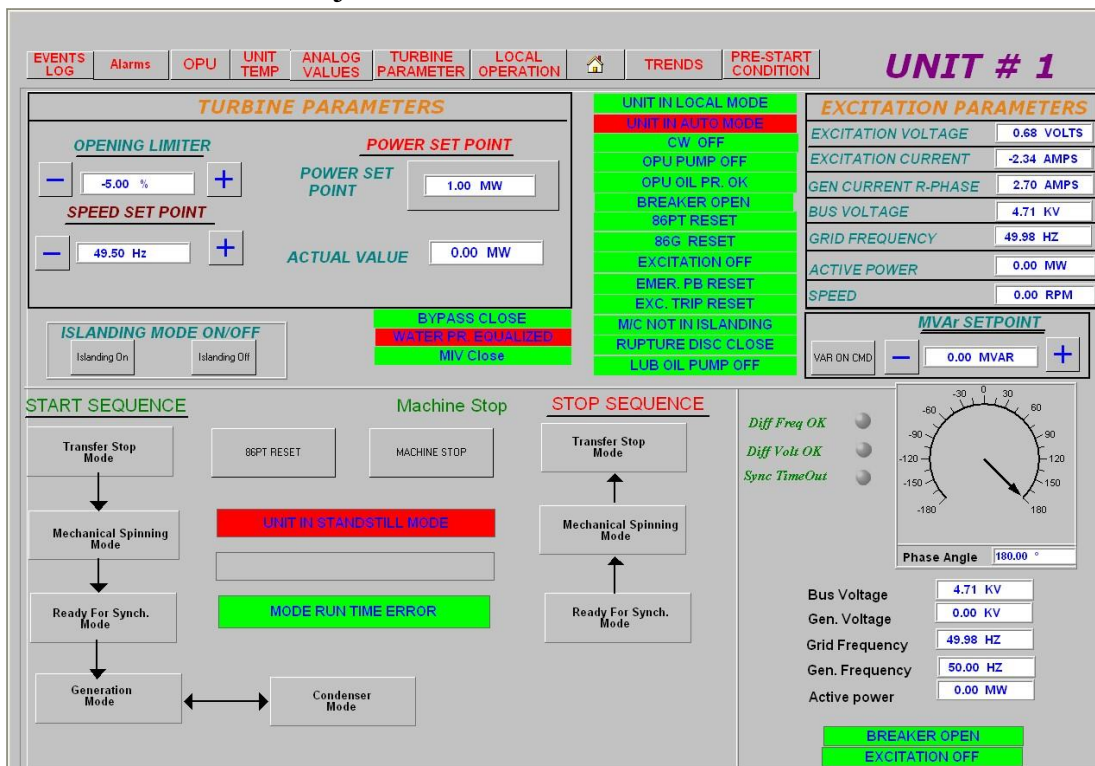 EVENTS LOG
Alarms
OPU
UNIT TEMP
ANALOG VALUES
TURBINE PARAMETER
LOCAL OPERATION
TRENDS
PRE-START CONDITION
UNIT # 1
TURBINE PARAMETERS
OPENING LIMITER
−
-5.00 %
+
SPEED SET POINT
−
49.50 Hz
+
POWER SET POINT
POWER SET POINT
1.00 MW
ACTUAL VALUE
0.00 MW
ISLANDING MODE ON/OFF
Islanding On
Islanding Off
BYPASS CLOSE
WATER PR. EQUALIZED
MIV Close
UNIT IN LOCAL MODE
UNIT IN AUTO MODE
CW OFF
OPU PUMP OFF
OPU OIL PR. OK
BREAKER OPEN
86PT RESET
86G RESET
EXCITATION OFF
EMER. PB RESET
EXC. TRIP RESET
M/C NOT IN ISLANDING
RUPTURE DISC CLOSE
LUB OIL PUMP OFF
EXCITATION PARAMETERS
EXCITATION VOLTAGE 0.68 VOLTS
EXCITATION CURRENT -2.34 AMPS
GEN CURRENT R-PHASE 2.70 AMPS
BUS VOLTAGE 4.71 KV
GRID FREQUENCY 49.98 HZ
ACTIVE POWER 0.00 MW
SPEED 0.00 RPM
MVAr SETPOINT
VAR ON CMD
−
0.00 MVAR
+
START SEQUENCE
Transfer Stop
Mode
Mechanical Spinning
Mode
Ready For Synch.
Mode
Generation
Mode
Condenser
Mode
Machine Stop
86PT RESET
MACHINE STOP
UNIT IN STANDSTILL MODE
MODE RUN TIME ERROR
STOP SEQUENCE
Transfer Stop
Mode
Mechanical Spinning
Mode
Ready For Synch.
Mode
Diff Freq OK
Diff Volt OK
Sync TimeOut
-180
-150
-120
-90
-60
-30
0
30
60
90
120
150
180
Phase Angle 180.00 °
Bus Voltage 4.71 KV
Gen. Voltage 0.00 KV
Grid Frequency 49.98 HZ
Gen. Frequency 50.00 HZ
Active power 0.00 MW
BREAKER OPEN
EXCITATION OFF